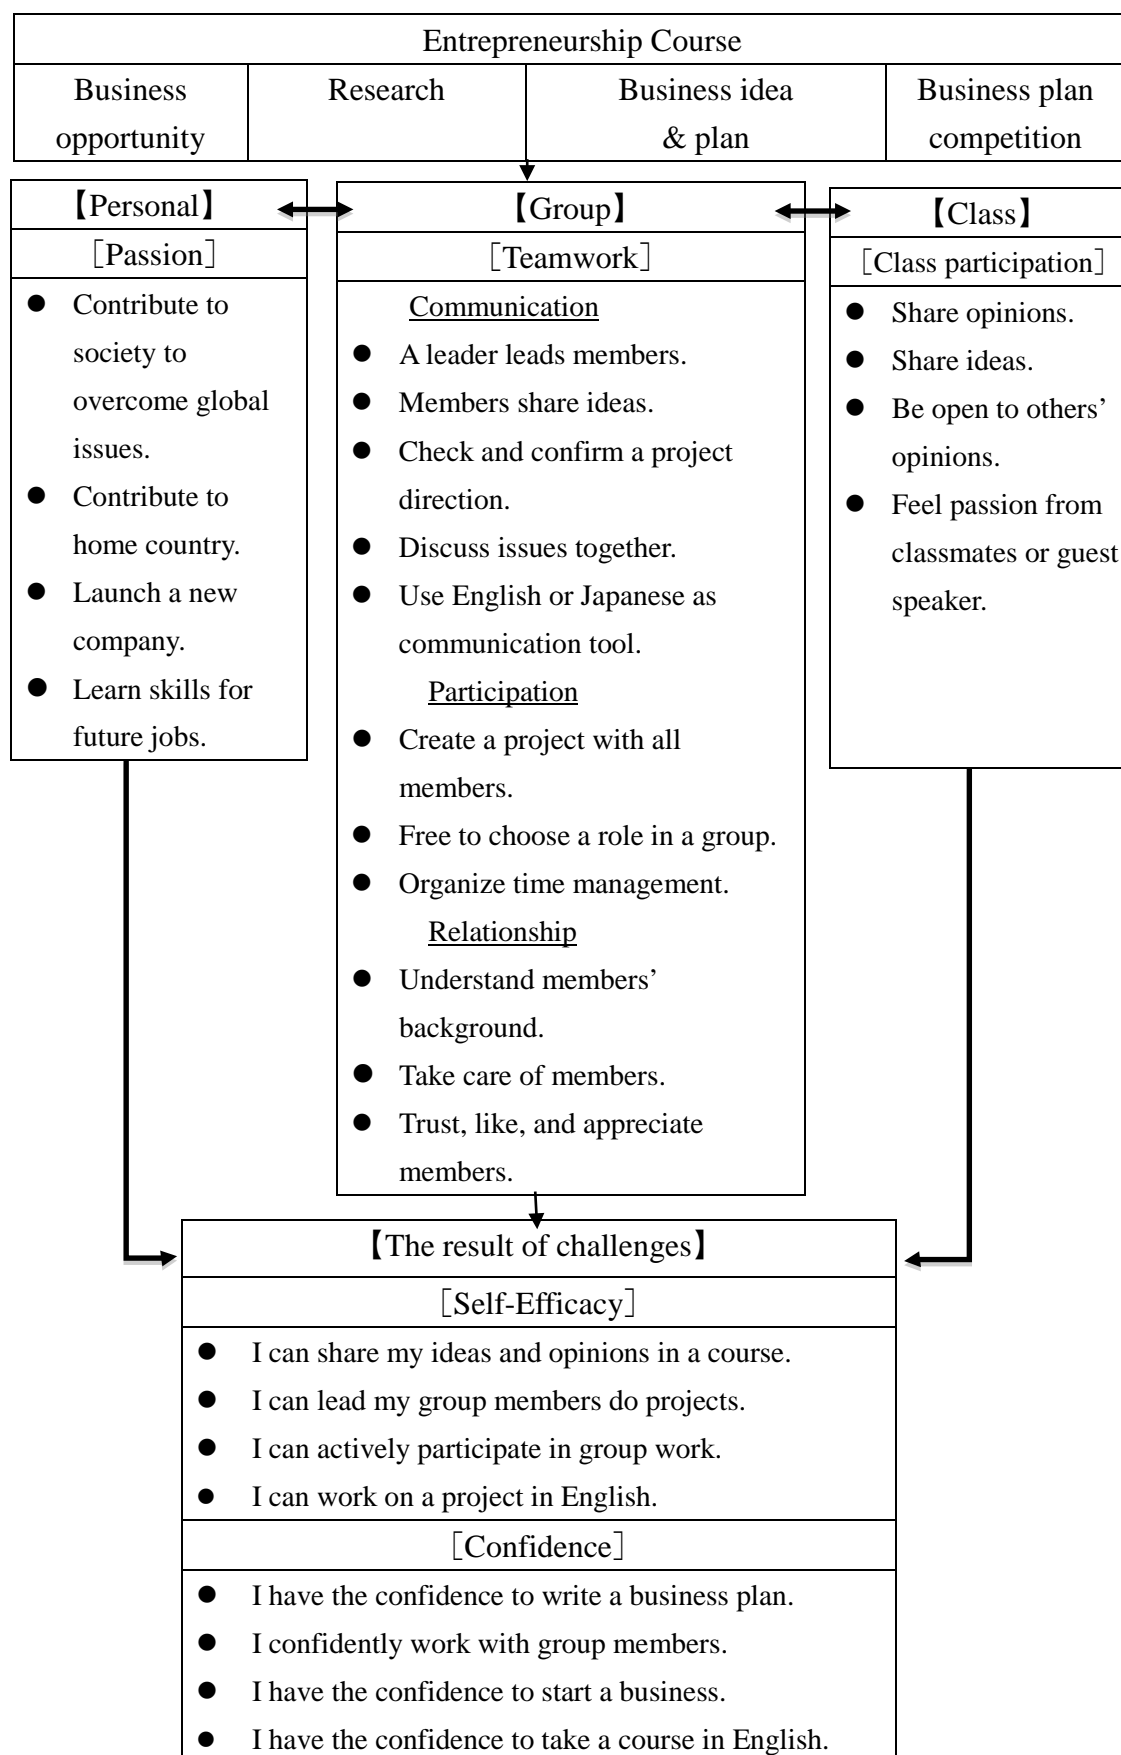 Entrepreneurship Course
Business
opportunity
Research
Business idea
& plan
Business plan
competition
【Personal】
［Passion］
● Contribute to
society to
overcome global
issues.
● Contribute to
home country.
● Launch a new
company.
● Learn skills for
future jobs.
【Group】
［Teamwork］
Communication
● A leader leads members.
● Members share ideas.
● Check and confirm a project
direction.
● Discuss issues together.
● Use English or Japanese as
communication tool.
Participation
● Create a project with all
members.
● Free to choose a role in a group.
● Organize time management.
Relationship
● Understand members’
background.
● Take care of members.
● Trust, like, and appreciate
members.
【Class】
［Class participation］
● Share opinions.
● Share ideas.
● Be open to others’
opinions.
● Feel passion from
classmates or guest
speaker.
【The result of challenges】
［Self-Efficacy］
● I can share my ideas and opinions in a course.
● I can lead my group members do projects.
● I can actively participate in group work.
● I can work on a project in English.
［Confidence］
● I have the confidence to write a business plan.
● I confidently work with group members.
● I have the confidence to start a business.
● I have the confidence to take a course in English.